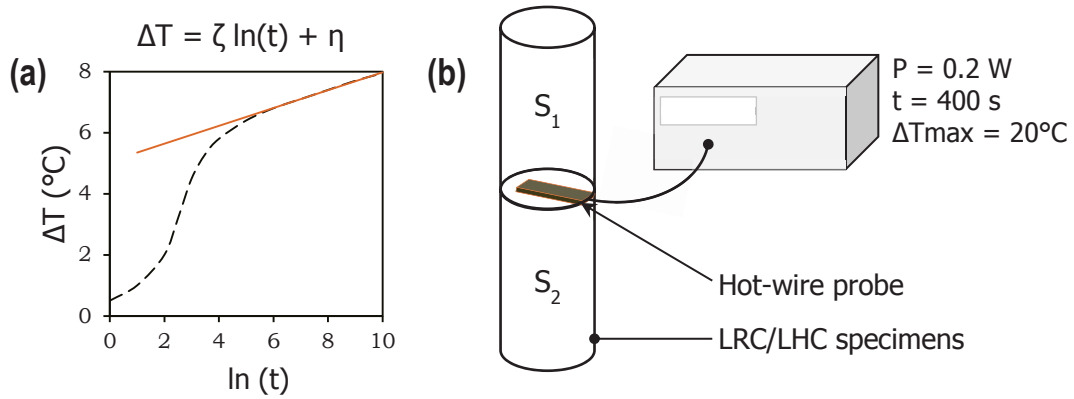 ΔT = ζ ln(t) + η
(a)
8
6
4
2
0
ΔT (°C)
0 2 4 6 8 10
ln (t)
(b)
S1
S2
P = 0.2 W
t = 400 s
ΔTmax = 20°C
Hot-wire probe
LRC/LHC specimens